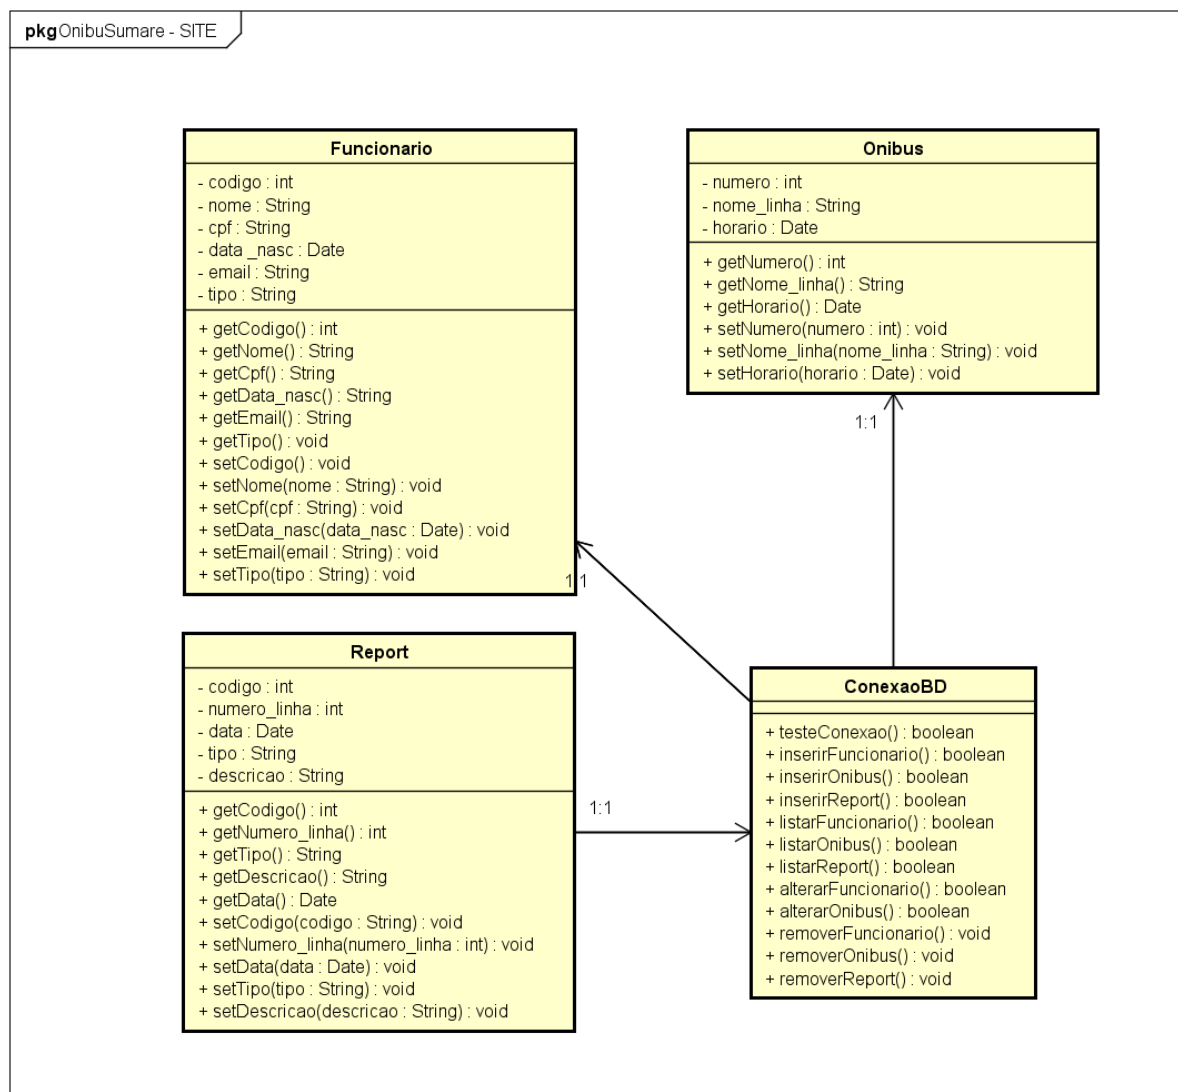 pkg OnibuSumare - SITE
Funcionario
- codigo : int
- nome : String
- cpf : String
- data _nasc : Date
- email : String
- tipo : String
+ getCodigo() : int
+ getNome() : String
+ getCpf() : String
+ getData_nasc() : String
+ getEmail() : String
+ getTipo() : void
+ setCodigo() : void
+ setNome(nome : String) : void
+ setCpf(cpf : String) : void
+ setData_nasc(data_nasc : Date) : void
+ setEmail(email : String) : void
+ setTipo(tipo : String) : void
Onibus
- numero : int
- nome_linha : String
- horario : Date
+ getNumero() : int
+ getNome_linha() : String
+ getHorario() : Date
+ setNumero(numero : int) : void
+ setNome_linha(nome_linha : String) : void
+ setHorario(horario : Date) : void
1:1
1:1
Report
- codigo : int
- numero_linha : int
- data : Date
- tipo : String
- descricao : String
+ getCodigo() : int
+ getNumero_linha() : int
+ getTipo() : String
+ getDescricao() : String
+ getData() : Date
+ setCodigo(codigo : String) : void
+ setNumero_linha(numero_linha : int) : void
+ setData(data : Date) : void
+ setTipo(tipo : String) : void
+ setDescricao(descricao : String) : void
1:1
ConexaoBD
+ testeConexao() : boolean
+ inserirFuncionario() : boolean
+ inserirOnibus() : boolean
+ inserirReport() : boolean
+ listarFuncionario() : boolean
+ listarOnibus() : boolean
+ listarReport() : boolean
+ alterarFuncionario() : boolean
+ alterarOnibus() : boolean
+ removerFuncionario() : void
+ removerOnibus() : void
+ removerReport() : void